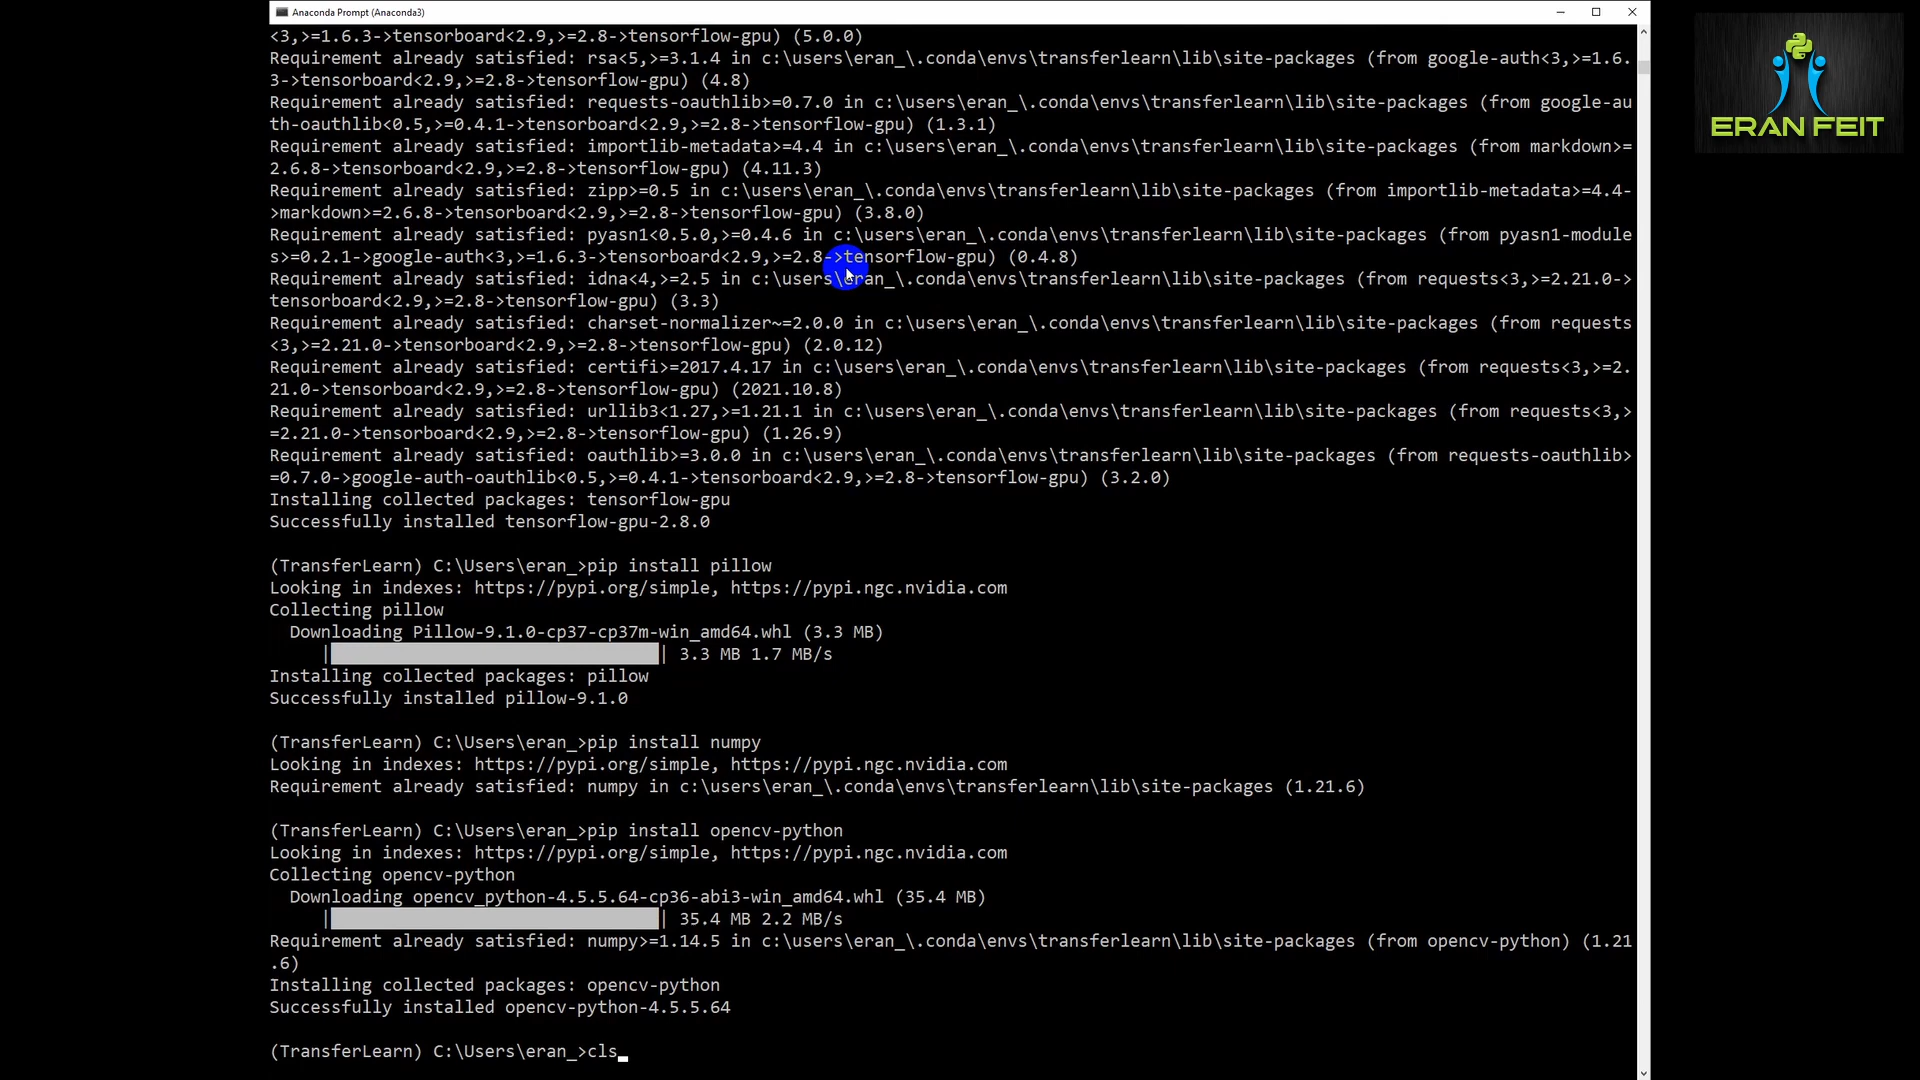 Anaconda Prompt (Anaconda3)
<3,>=1.6.3->tensorboard<2.9,>=2.8->tensorflow-gpu) (5.0.0)
Requirement already satisfied: rsa<5,>=3.1.4 in c:\users\eran_\.conda\envs\transferlearn\lib\site-packages (from google-auth<3,>=1.6.
3->tensorboard<2.9,>=2.8->tensorflow-gpu) (4.8)
Requirement already satisfied: requests-oauthlib>=0.7.0 in c:\users\eran_\.conda\envs\transferlearn\lib\site-packages (from google-au
th-oauthlib<0.5,>=0.4.1->tensorboard<2.9,>=2.8->tensorflow-gpu) (1.3.1)
Requirement already satisfied: importlib-metadata>=4.4 in c:\users\eran_\.conda\envs\transferlearn\lib\site-packages (from markdown>=
2.6.8->tensorboard<2.9,>=2.8->tensorflow-gpu) (4.11.3)
Requirement already satisfied: zipp>=0.5 in c:\users\eran_\.conda\envs\transferlearn\lib\site-packages (from importlib-metadata>=4.4-
>markdown>=2.6.8->tensorboard<2.9,>=2.8->tensorflow-gpu) (3.8.0)
Requirement already satisfied: pyasn1<0.5.0,>=0.4.6 in c:\users\eran_\.conda\envs\transferlearn\lib\site-packages (from pyasn1-module
s>=0.2.1->google-auth<3,>=1.6.3->tensorboard<2.9,>=2.8->tensorflow-gpu) (0.4.8)
Requirement already satisfied: idna<4,>=2.5 in c:\users\eran_\.conda\envs\transferlearn\lib\site-packages (from requests<3,>=2.21.0->
tensorboard<2.9,>=2.8->tensorflow-gpu) (3.3)
Requirement already satisfied: charset-normalizer~=2.0.0 in c:\users\eran_\.conda\envs\transferlearn\lib\site-packages (from requests
<3,>=2.21.0->tensorboard<2.9,>=2.8->tensorflow-gpu) (2.0.12)
Requirement already satisfied: certifi>=2017.4.17 in c:\users\eran_\.conda\envs\transferlearn\lib\site-packages (from requests<3,>=2.
21.0->tensorboard<2.9,>=2.8->tensorflow-gpu) (2021.10.8)
Requirement already satisfied: urllib3<1.27,>=1.21.1 in c:\users\eran_\.conda\envs\transferlearn\lib\site-packages (from requests<3,>
=2.21.0->tensorboard<2.9,>=2.8->tensorflow-gpu) (1.26.9)
Requirement already satisfied: oauthlib>=3.0.0 in c:\users\eran_\.conda\envs\transferlearn\lib\site-packages (from requests-oauthlib>
=0.7.0->google-auth-oauthlib<0.5,>=0.4.1->tensorboard<2.9,>=2.8->tensorflow-gpu) (3.2.0)
Installing collected packages: tensorflow-gpu
Successfully installed tensorflow-gpu-2.8.0
(TransferLearn) C:\Users\eran_>pip install pillow
Looking in indexes: https://pypi.org/simple, https://pypi.ngc.nvidia.com
Collecting pillow
Downloading Pillow-9.1.0-cp37-cp37m-win_amd64.whl (3.3 MB)
| | 3.3 MB 1.7 MB/s
Installing collected packages: pillow
Successfully installed pillow-9.1.0
(TransferLearn) C:\Users\eran_>pip install numpy
Looking in indexes: https://pypi.org/simple, https://pypi.ngc.nvidia.com
Requirement already satisfied: numpy in c:\users\eran_\.conda\envs\transferlearn\lib\site-packages (1.21.6)
(TransferLearn) C:\Users\eran_>pip install opencv-python
Looking in indexes: https://pypi.org/simple, https://pypi.ngc.nvidia.com
Collecting opencv-python
Downloading opencv_python-4.5.5.64-cp36-abi3-win_amd64.whl (35.4 MB)
| | 35.4 MB 2.2 MB/s
Requirement already satisfied: numpy>=1.14.5 in c:\users\eran_\.conda\envs\transferlearn\lib\site-packages (from opencv-python) (1.21
.6)
Installing collected packages: opencv-python
Successfully installed opencv-python-4.5.5.64
(TransferLearn) C:\Users\eran_>cls
ERAN FEIT